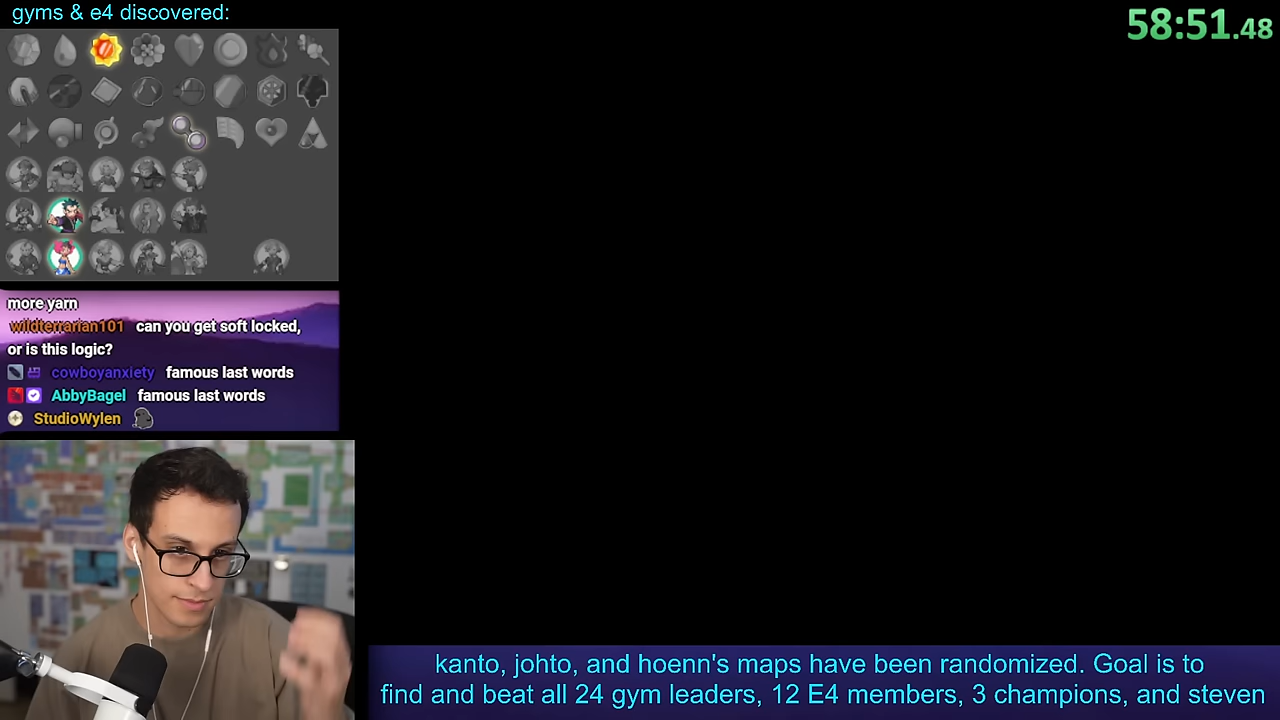 gyms & e4 discovered:
58:51.48
more yarn
wildterrarian101 can you get soft locked,
or is this logic?
cowboyanxiety famous last words
AbbyBagel famous last words
StudioWylen
kanto, johto, and hoenn's maps have been randomized. Goal is to
find and beat all 24 gym leaders, 12 E4 members, 3 champions, and steven